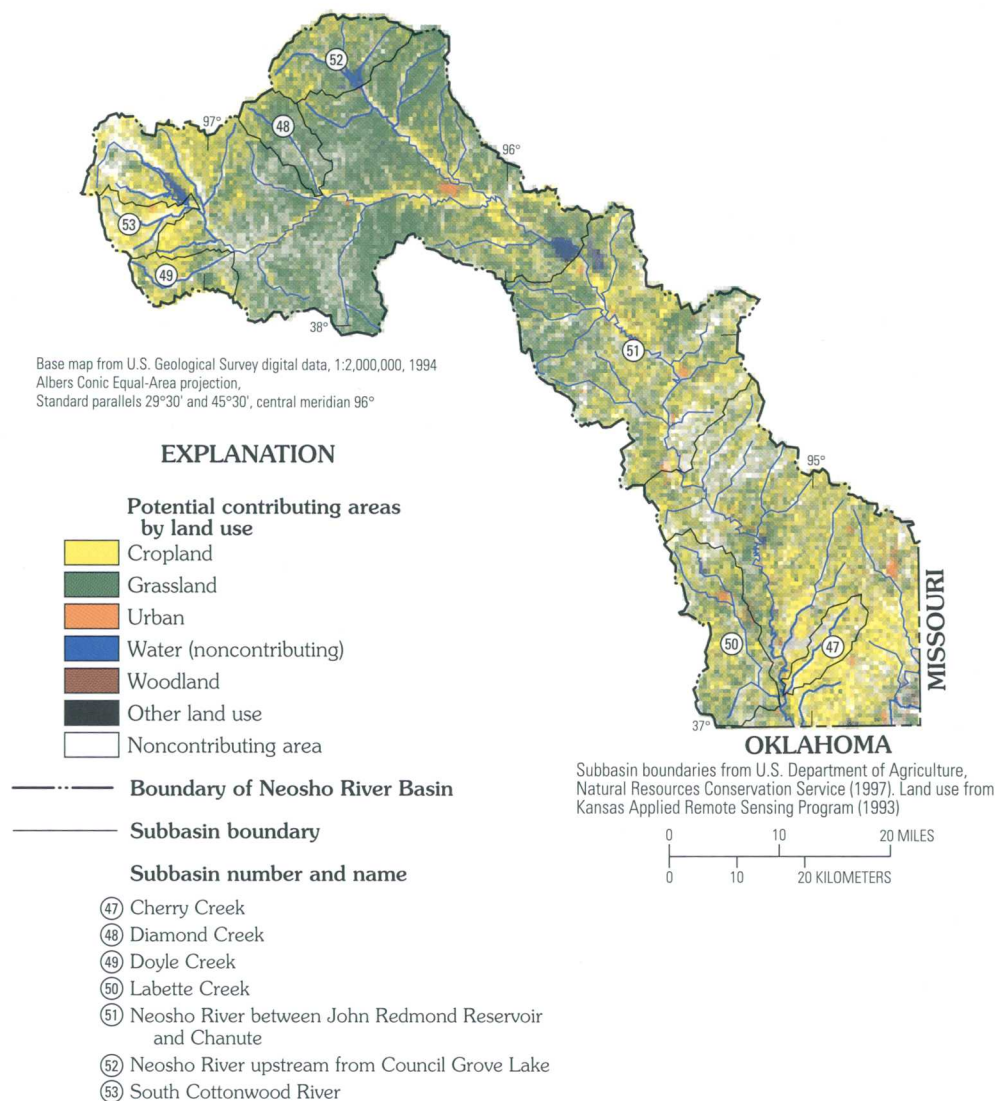 52
48
97°
96°
53
49
38°
51
Base map from U.S. Geological Survey digital data, 1:2,000,000, 1994
Albers Conic Equal-Area projection,
Standard parallels 29°30' and 45°30', central meridian 96°
95°
EXPLANATION
Potential contributing areas
by land use
Cropland
Grassland
Urban
Water (noncontributing)
Woodland
Other land use
Noncontributing area
Boundary of Neosho River Basin
Subbasin boundary
Subbasin number and name
47 Cherry Creek
48 Diamond Creek
49 Doyle Creek
50 Labette Creek
51 Neosho River between John Redmond Reservoir
and Chanute
52 Neosho River upstream from Council Grove Lake
53 South Cottonwood River
50
47
MISSOURI
37°
OKLAHOMA
Subbasin boundaries from U.S. Department of Agriculture,
Natural Resources Conservation Service (1997). Land use from
Kansas Applied Remote Sensing Program (1993)
0 10 20 MILES
0 10 20 KILOMETERS